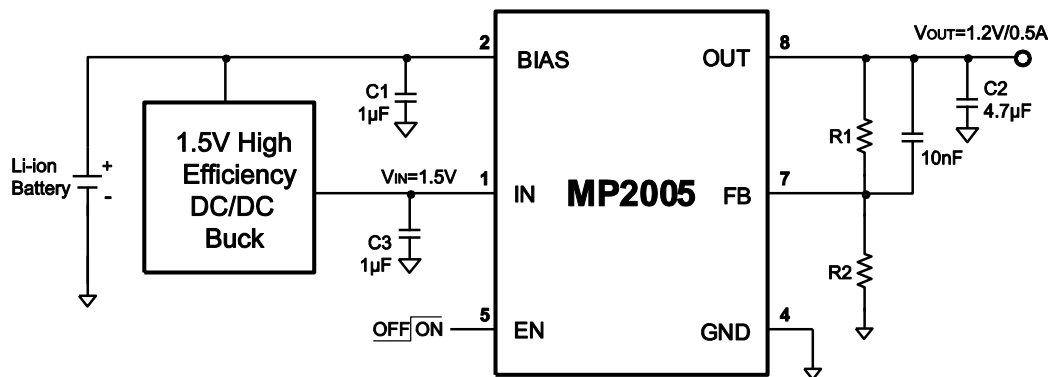 2
BIAS
OUT
8
VOUT=1.2V/0.5A
C1
1µF
C2
4.7µF
1.5V High
Efficiency
DC/DC
Buck
Li-ion
Battery
+
-
R1
10nF
VIN=1.5V
1
IN
MP2005
FB
7
C3
1µF
R2
OFF ON
5
EN
GND
4